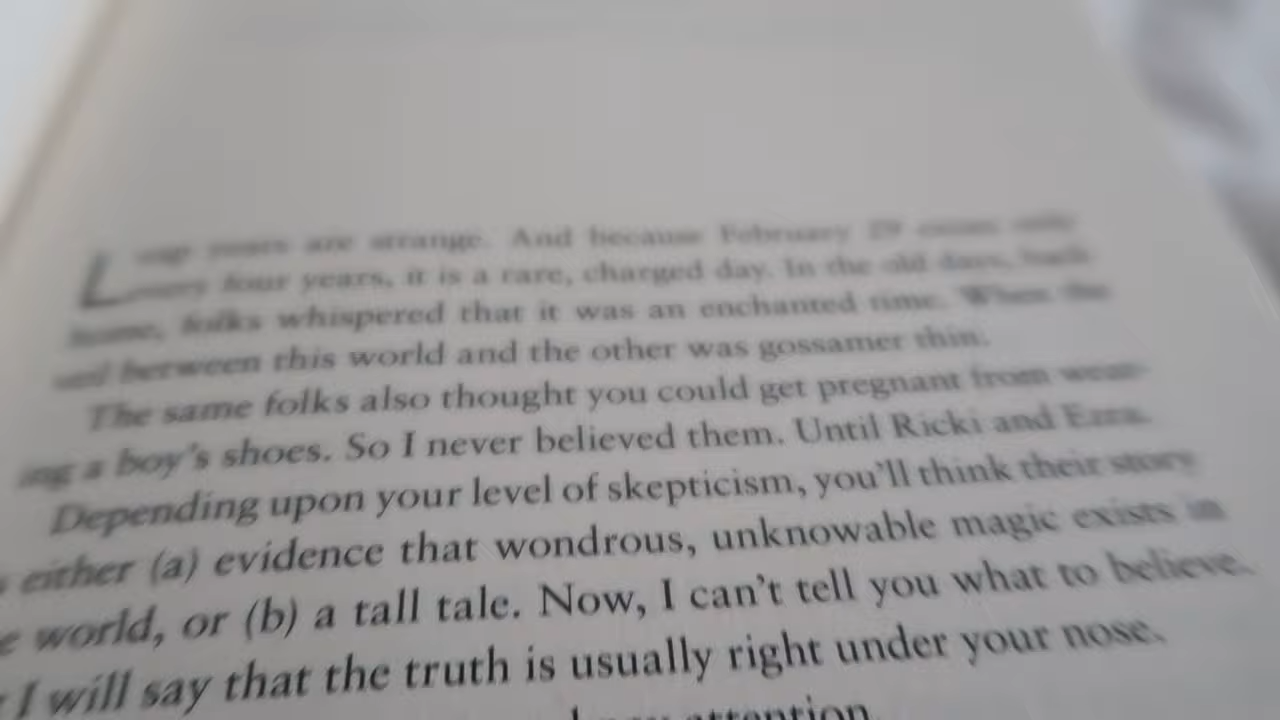 Leap years are strange. And because February 29 comes only
every four years, it is a rare, charged day. In the old days, back
home, folks whispered that it was an enchanted time. When the
veil between this world and the other was gossamer thin.
The same folks also thought you could get pregnant from wear-
ing a boy's shoes. So I never believed them. Until Ricki and Ezra.
Depending upon your level of skepticism, you'll think their story
either (a) evidence that wondrous, unknowable magic exists in
world, or (b) a tall tale. Now, I can't tell you what to believe.
I will say that the truth is usually right under your nose.
attention.